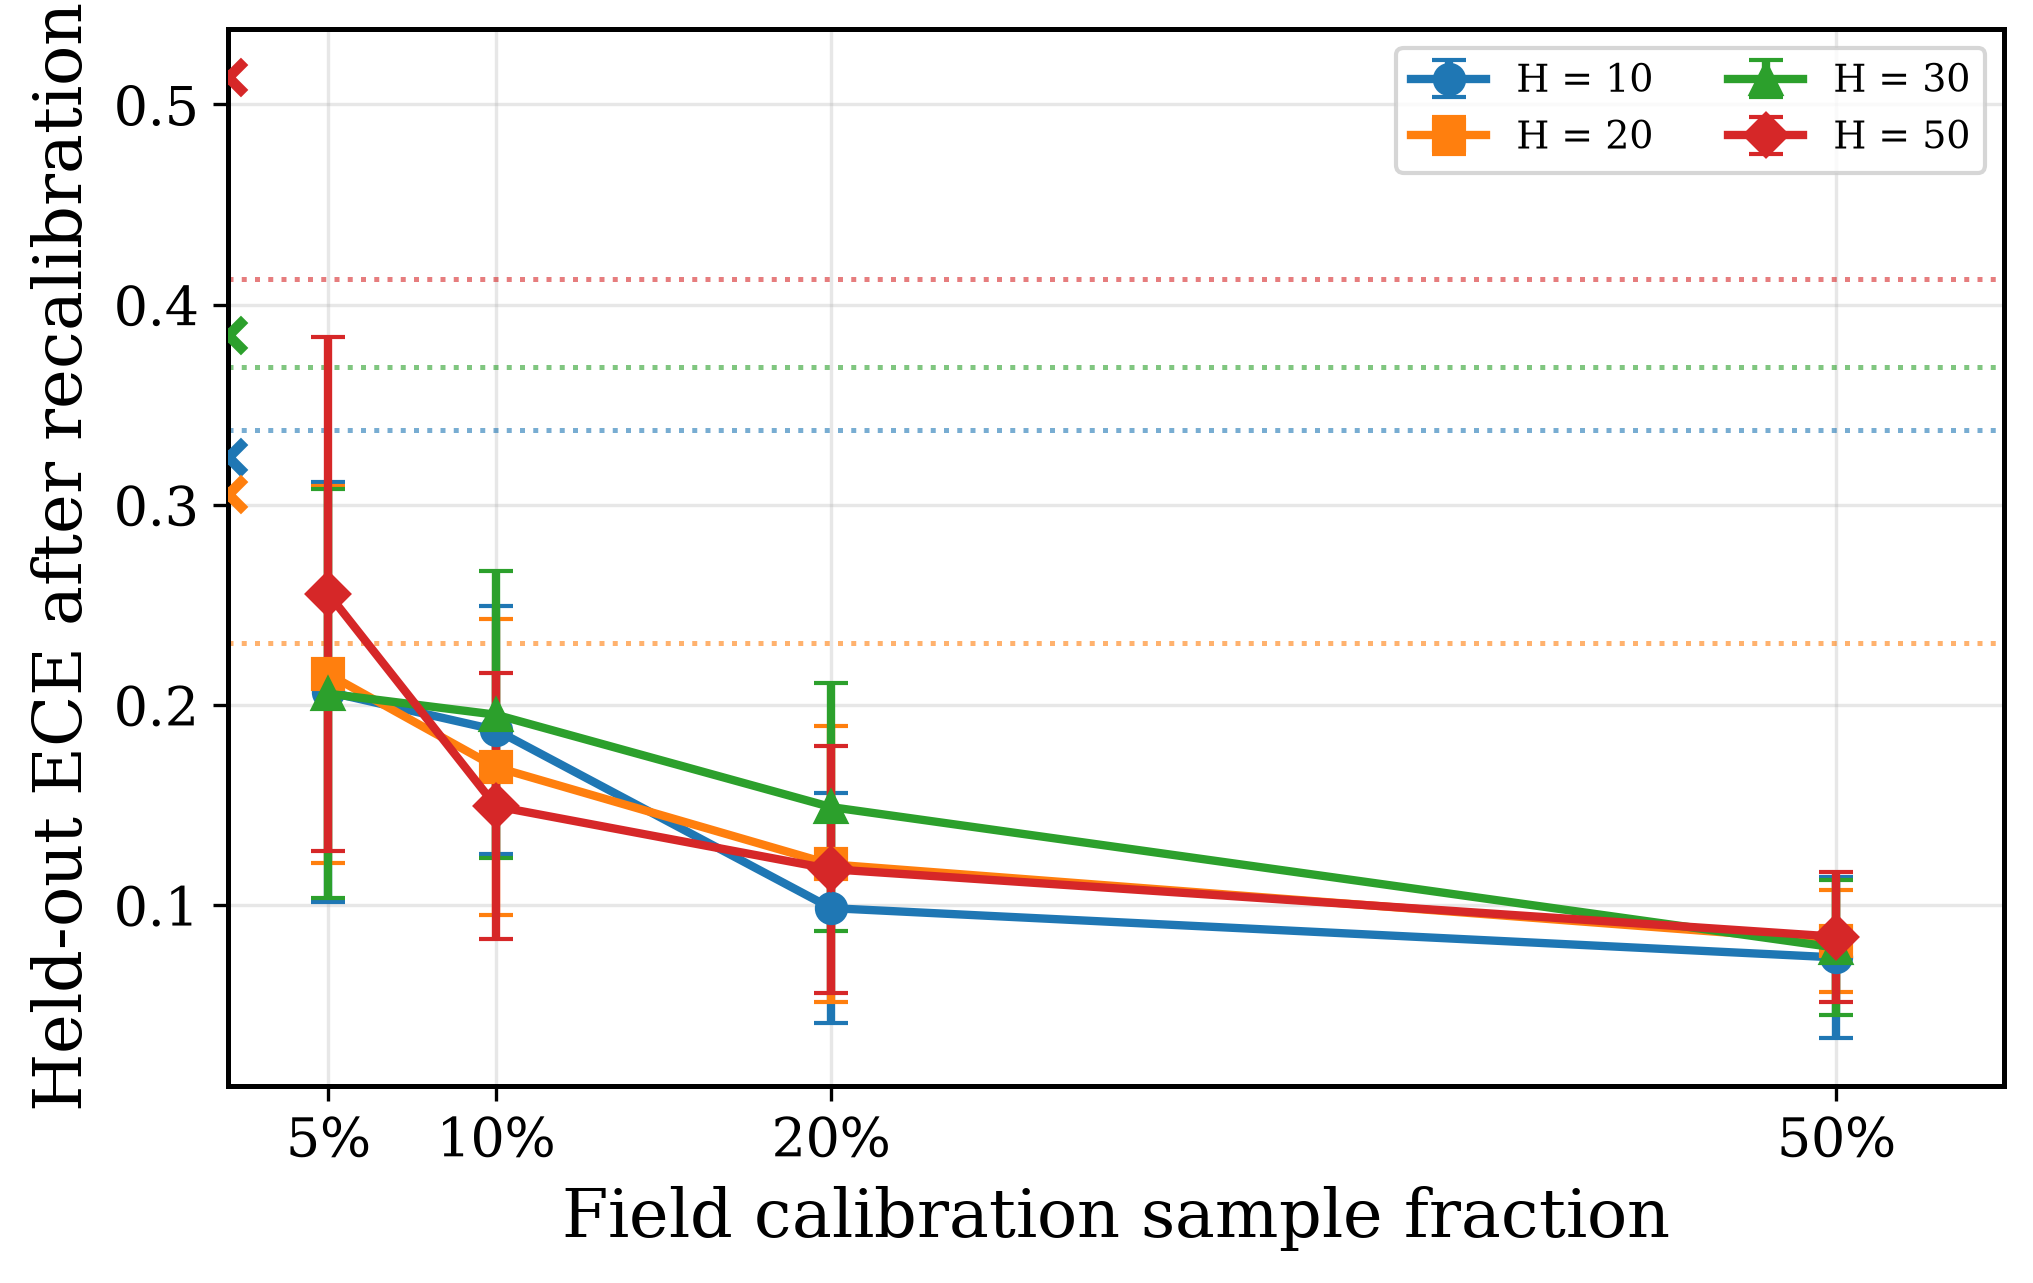 Held-out ECE after recalibration
0.5
0.4
0.3
0.2
0.1
H = 10
H = 20
H = 30
H = 50
5%
10%
20%
50%
Field calibration sample fraction